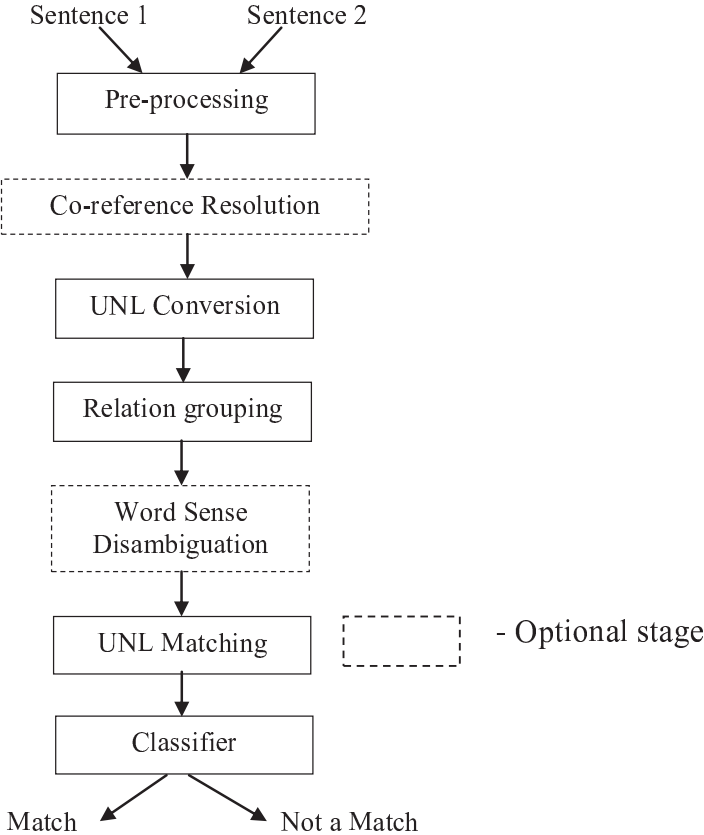 Sentence 1
Sentence 2
Pre-processing
Co-reference Resolution
UNL Conversion
Relation grouping
Word Sense
Disambiguation
UNL Matching
- Optional stage
Classifier
Match
Not a Match